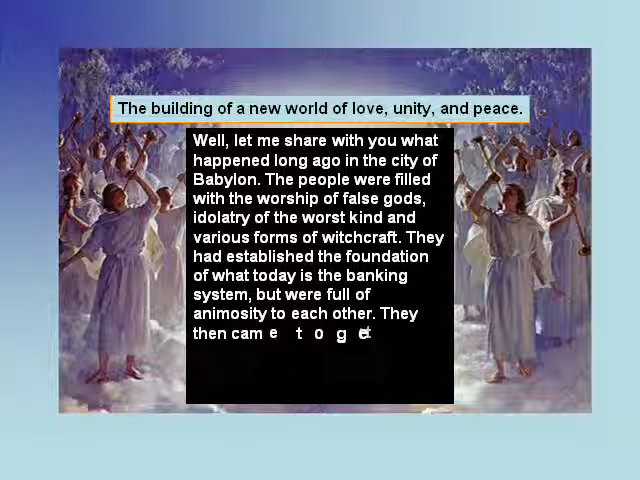 The building of a new world of love, unity, and peace.
Well, let me share with you what
happened long ago in the city of
Babylon. The people were filled
with the worship of false gods,
idolatry of the worst kind and
various forms of witchcraft. They
had established the foundation
of what today is the banking
system, but were full of
animosity to each other. They
then came